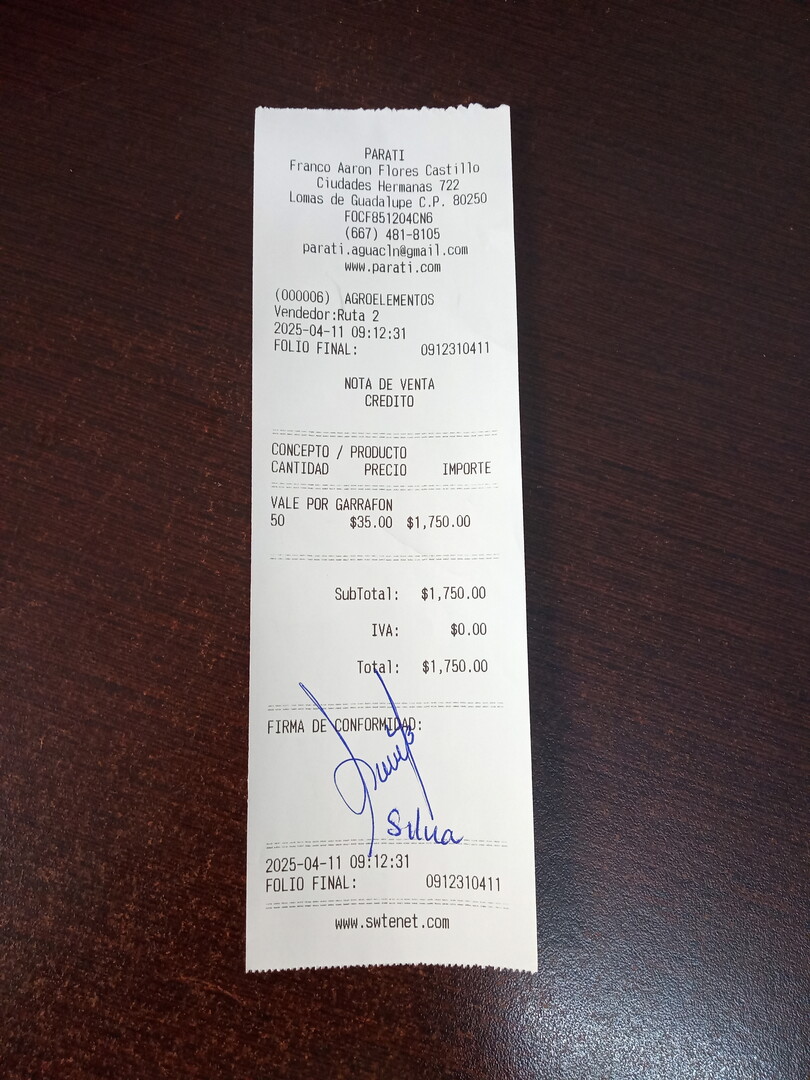 PARATI
Franco Aaron Flores Castillo
Ciudades Hermanas 722
Lomas de Guadalupe C.P. 80250
FOCF851204CN6
(667) 481-8105
parati.aguacln@gmail.com
www.parati.com
(000006) AGROELEMENTOS
Vendedor:Ruta 2
2025-04-11 09:12:31
FOLIO FINAL: 0912310411
NOTA DE VENTA
CREDITO
CONCEPTO / PRODUCTO
CANTIDAD PRECIO IMPORTE
VALE POR GARRAFON
50 $35.00 $1,750.00
SubTotal: $1,750.00
IVA: $0.00
Total: $1,750.00
FIRMA DE CONFORMIDAD:
Silvia
2025-04-11 09:12:31
FOLIO FINAL: 0912310411
www.swtenet.com